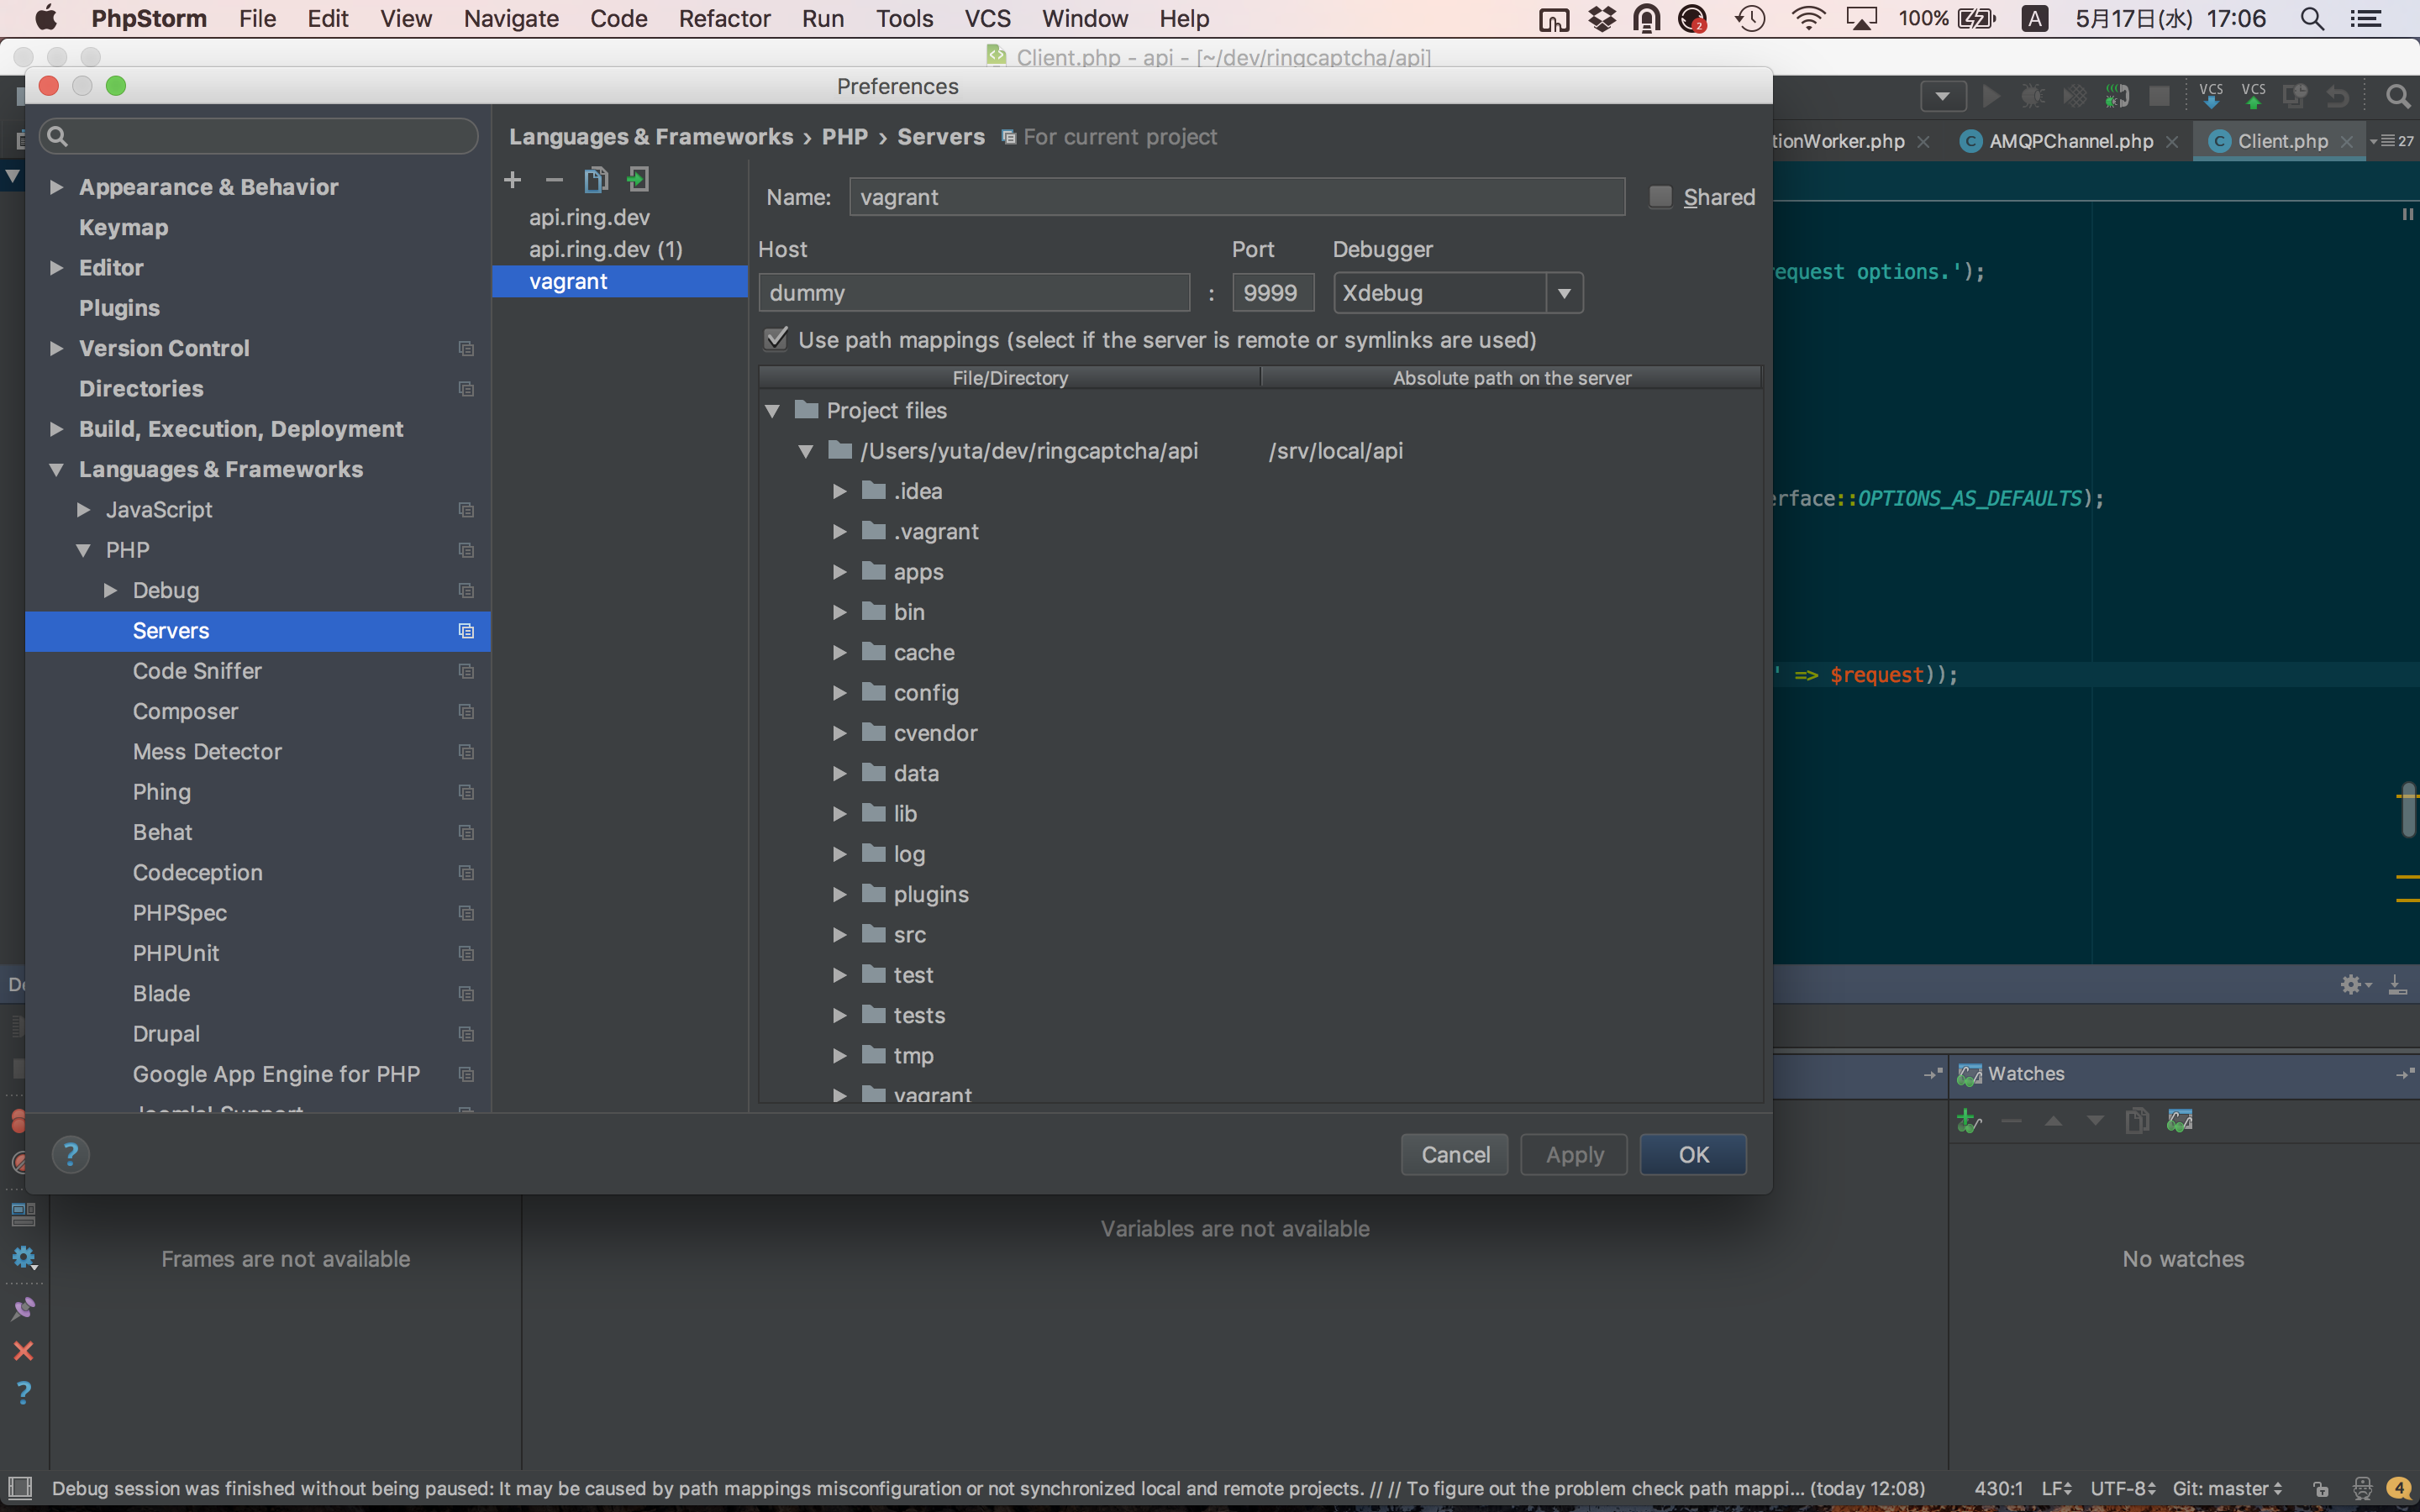 PhpStorm File Edit View Navigate Code Refactor Run Tools VCS Window Help 2 100% A 5月17日(水) 17:06
Client.php - api - [~/dev/ringcaptcha/api]
Preferences
VCS VCS
Languages & Frameworks › PHP › Servers For current project
tionWorker.php AMQPChannel.php Client.php 27
Appearance & Behavior
Keymap
Editor
Plugins
Version Control
Directories
Build, Execution, Deployment
Languages & Frameworks
JavaScript
PHP
Debug
Servers
Code Sniffer
Composer
Mess Detector
Phing
Behat
Codeception
PHPSpec
PHPUnit
Blade
Drupal
Google App Engine for PHP
Joomla! Support
api.ring.dev
api.ring.dev (1)
vagrant
Name: vagrant Shared
Host Port Debugger
dummy : 9999 Xdebug
Use path mappings (select if the server is remote or symlinks are used)
File/Directory Absolute path on the server
Project files
/Users/yuta/dev/ringcaptcha/api /srv/local/api
.idea
.vagrant
apps
bin
cache
config
cvendor
data
lib
log
plugins
src
test
tests
tmp
vagrant
? Cancel Apply OK
equest options.');
erface::OPTIONS_AS_DEFAULTS);
' => $request));
Watches
Variables are not available
Frames are not available
No watches
Debug session was finished without being paused: It may be caused by path mappings misconfiguration or not synchronized local and remote projects. // // To figure out the problem check path mappi... (today 12:08) 430:1 LF UTF-8 Git: master 4